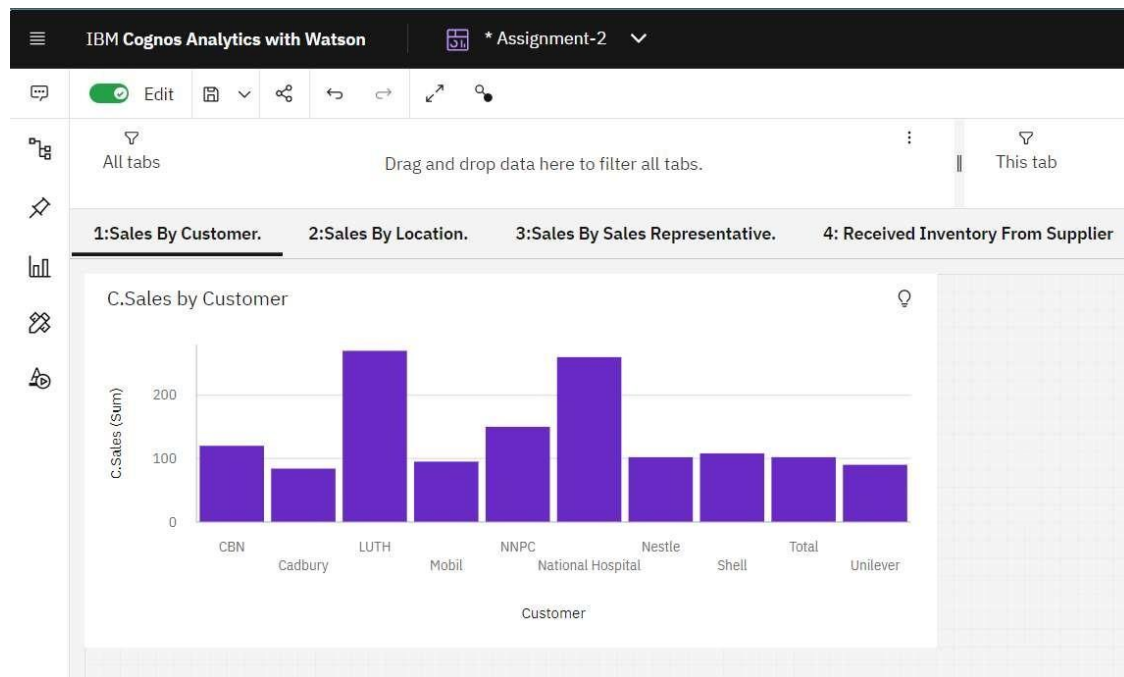 IBM Cognos Analytics with Watson
* Assignment-2
Edit
All tabs
Drag and drop data here to filter all tabs.
This tab
1:Sales By Customer.
2:Sales By Location.
3:Sales By Sales Representative.
4: Received Inventory From Supplier
C.Sales by Customer
C.Sales (Sum)
200
100
0
CBN
Cadbury
LUTH
Mobil
NNPC
National Hospital
Nestle
Shell
Total
Unilever
Customer